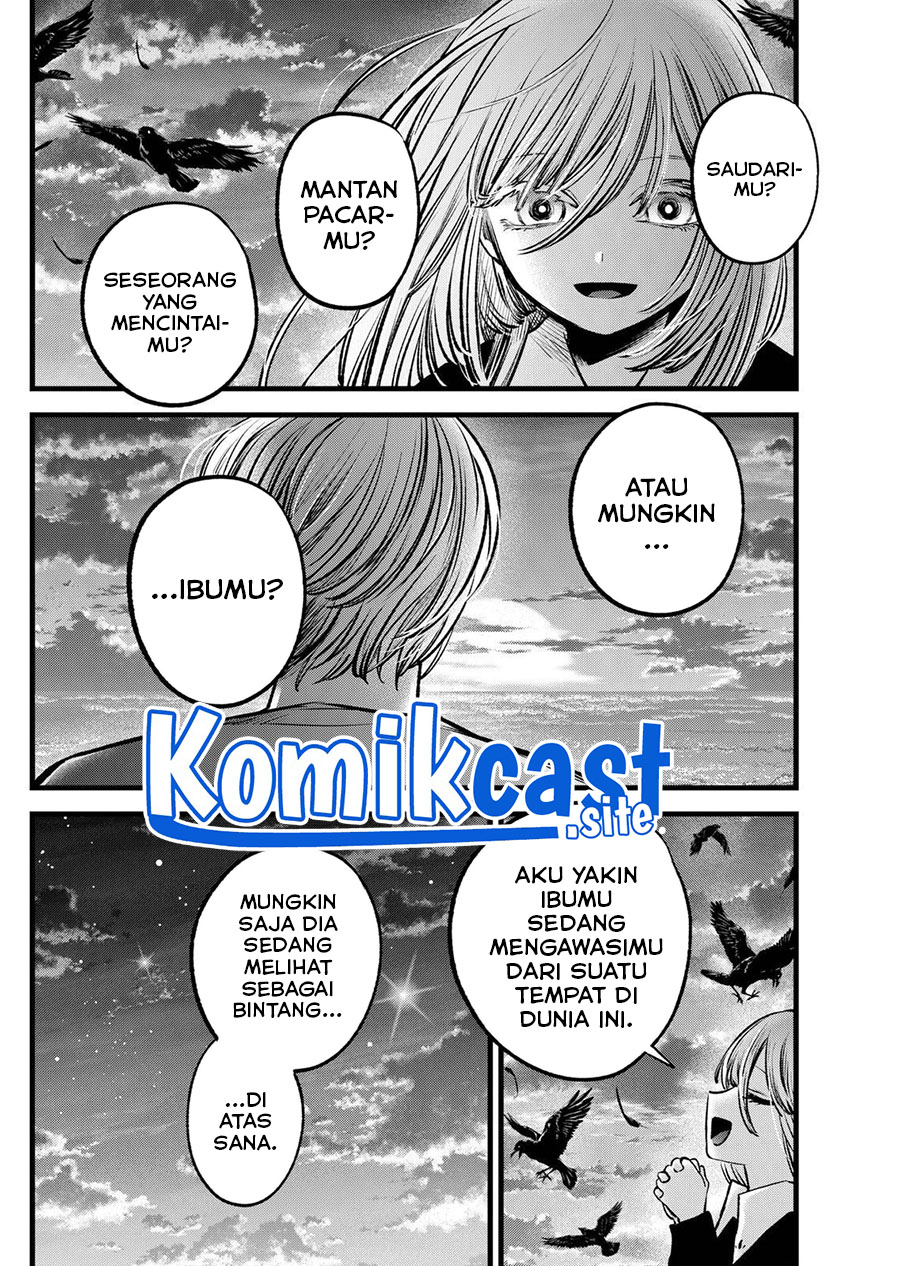 SAUDARI-
MU?
MANTAN
PACAR-
MU?
SESEORANG
YANG
MENCINTAI-
MU?
ATAU
MUNGKIN
...
...IBUMU?
Komikcast
.site
AKU YAKIN
IBUMU
SEDANG
MENGAWASIMU
DARI SUATU
TEMPAT DI
DUNIA INI.
MUNGKIN
SAJA DIA
SEDANG
MELIHAT
SEBAGAI
BINTANG...
...DI
ATAS
SANA.